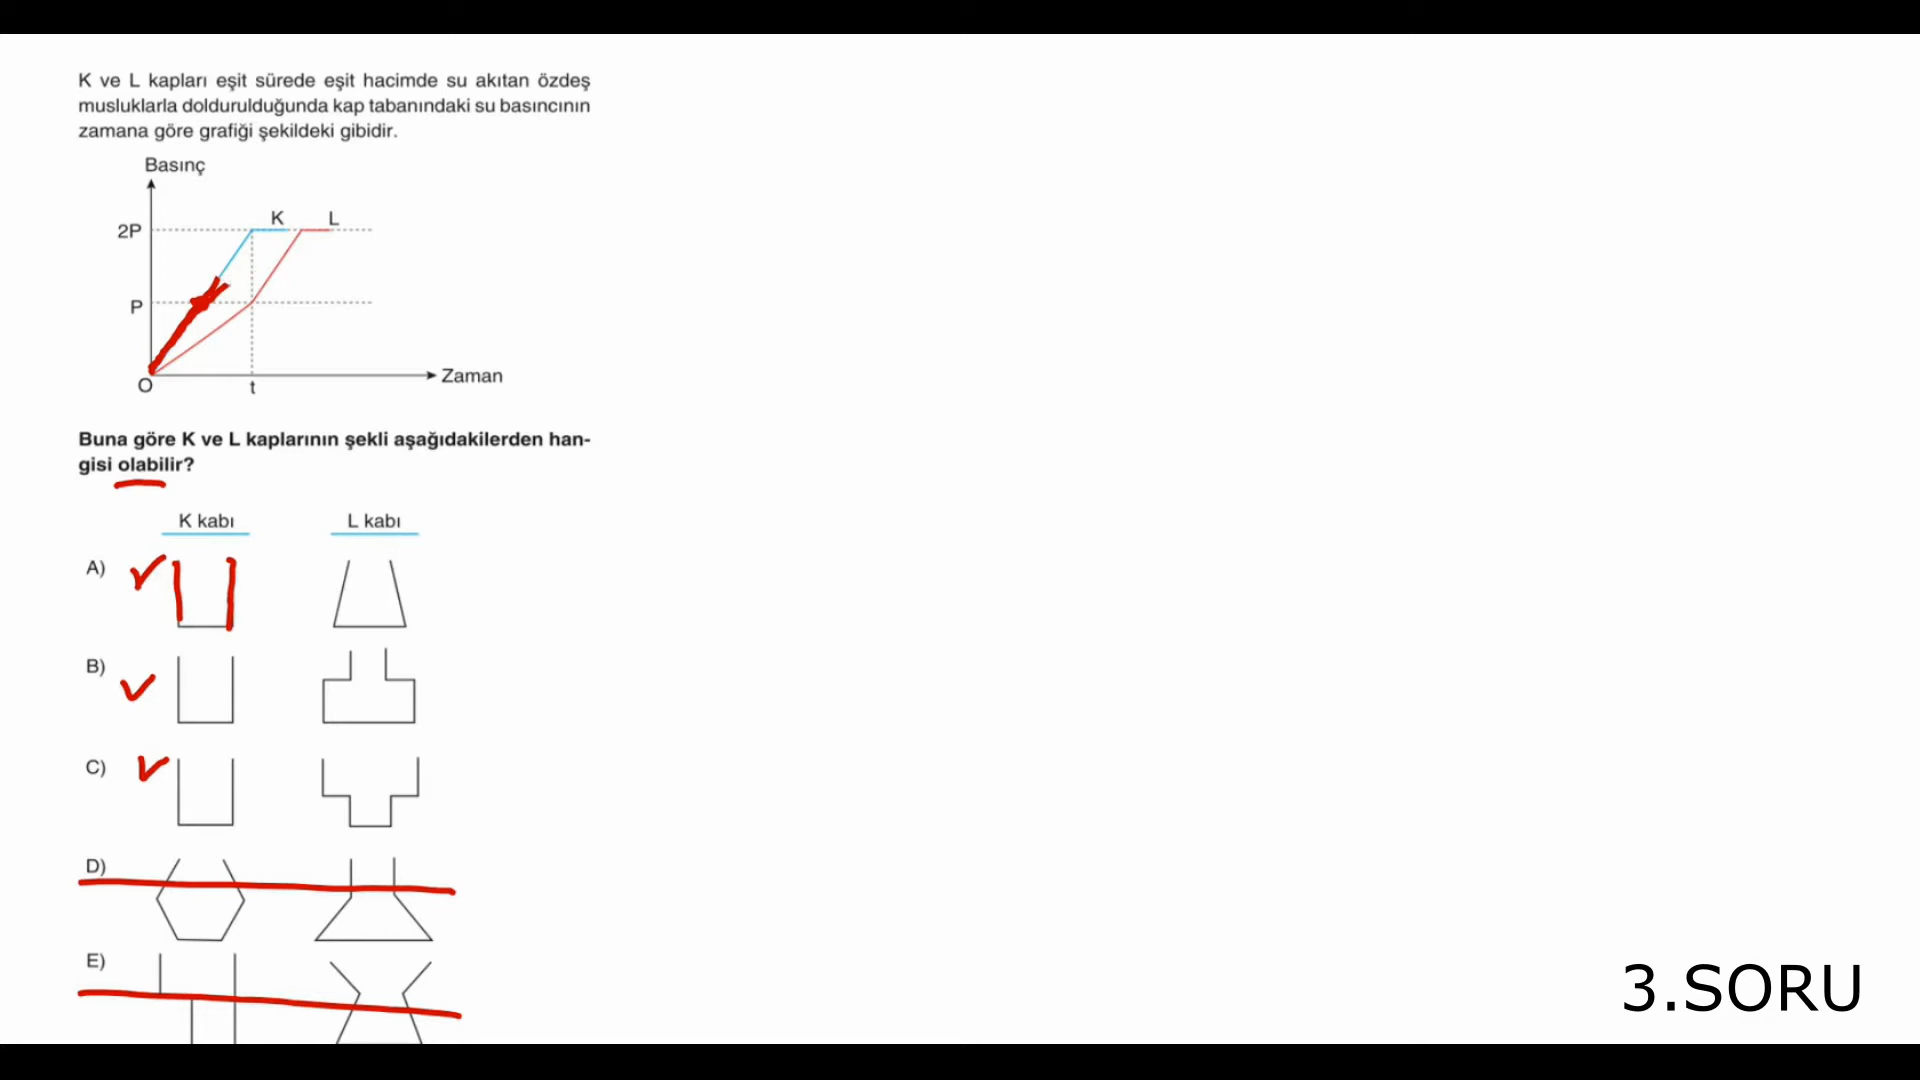 K ve L kapları eşit sürede eşit hacimde su akıtan özdeş
musluklarla doldurulduğunda kap tabanındaki su basıncının
zamana göre grafiği şekildeki gibidir.
Basınç
K L
2P
P
O
t
Zaman
Buna göre K ve L kaplarının şekli aşağıdakilerden han-
gisi olabilir?
K kabı L kabı
A)
B)
C)
D)
E)
3.SORU